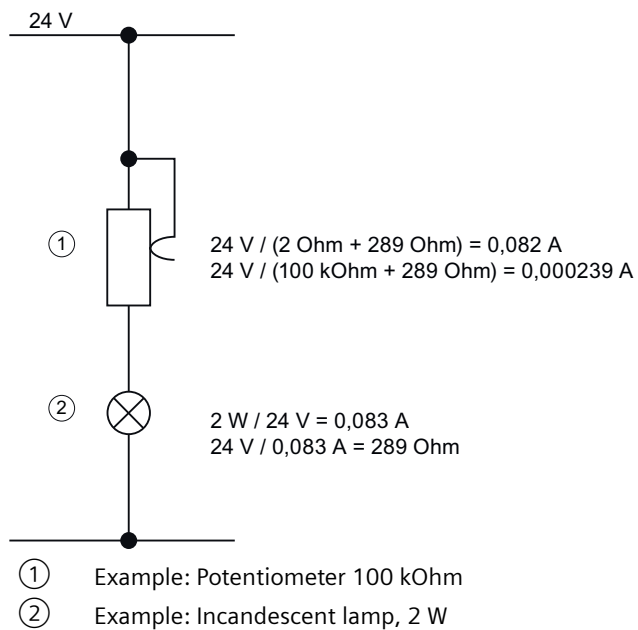 24 V
① 24 V / (2 Ohm + 289 Ohm) = 0,082 A
24 V / (100 kOhm + 289 Ohm) = 0,000239 A
② 2 W / 24 V = 0,083 A
24 V / 0,083 A = 289 Ohm
① Example: Potentiometer 100 kOhm
② Example: Incandescent lamp, 2 W